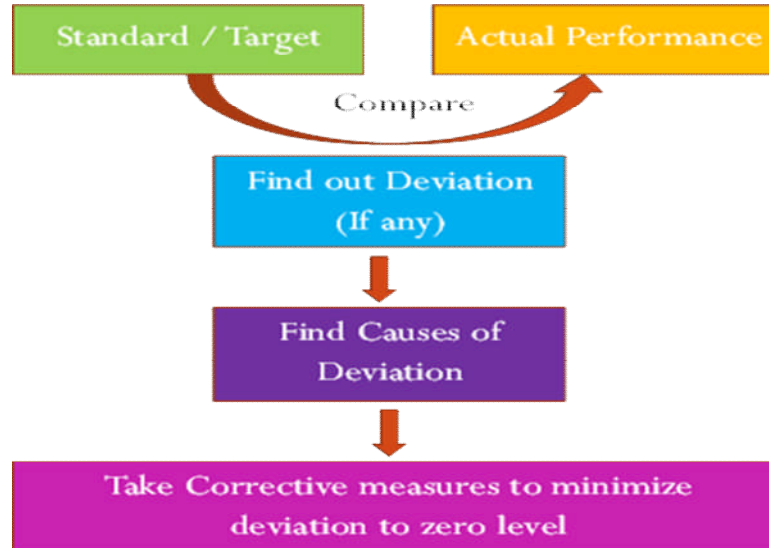 Standard / Target
Actual Performance
Compare
Find out Deviation
(If any)
Find Causes of
Deviation
Take Corrective measures to minimize
deviation to zero level